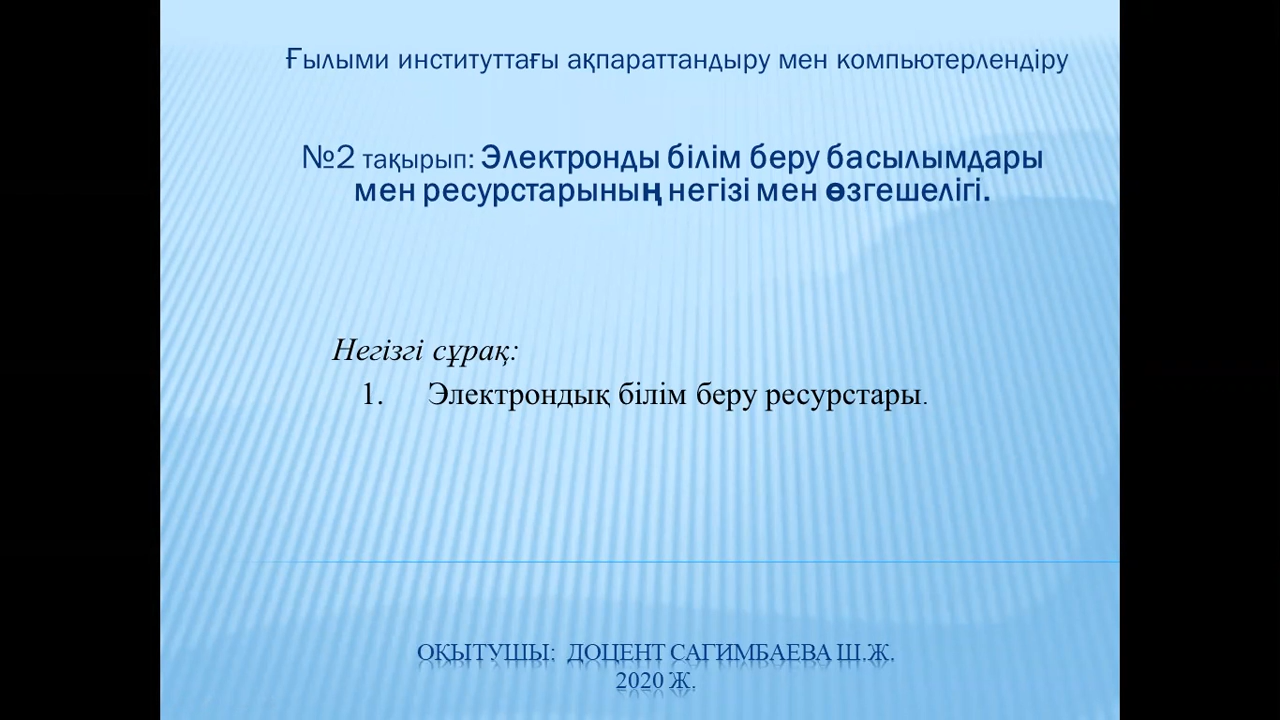 Ғылыми институттағы ақпараттандыру мен компьютерлендіру
№2 тақырып: Электронды білім беру басылымдары
мен ресурстарының негізі мен өзгешелігі.
Негізгі сұрақ:
1. Электрондық білім беру ресурстары.
ОҚЫТУШЫ: ДОЦЕНТ САГИМБАЕВА Ш.Ж.
2020 Ж.